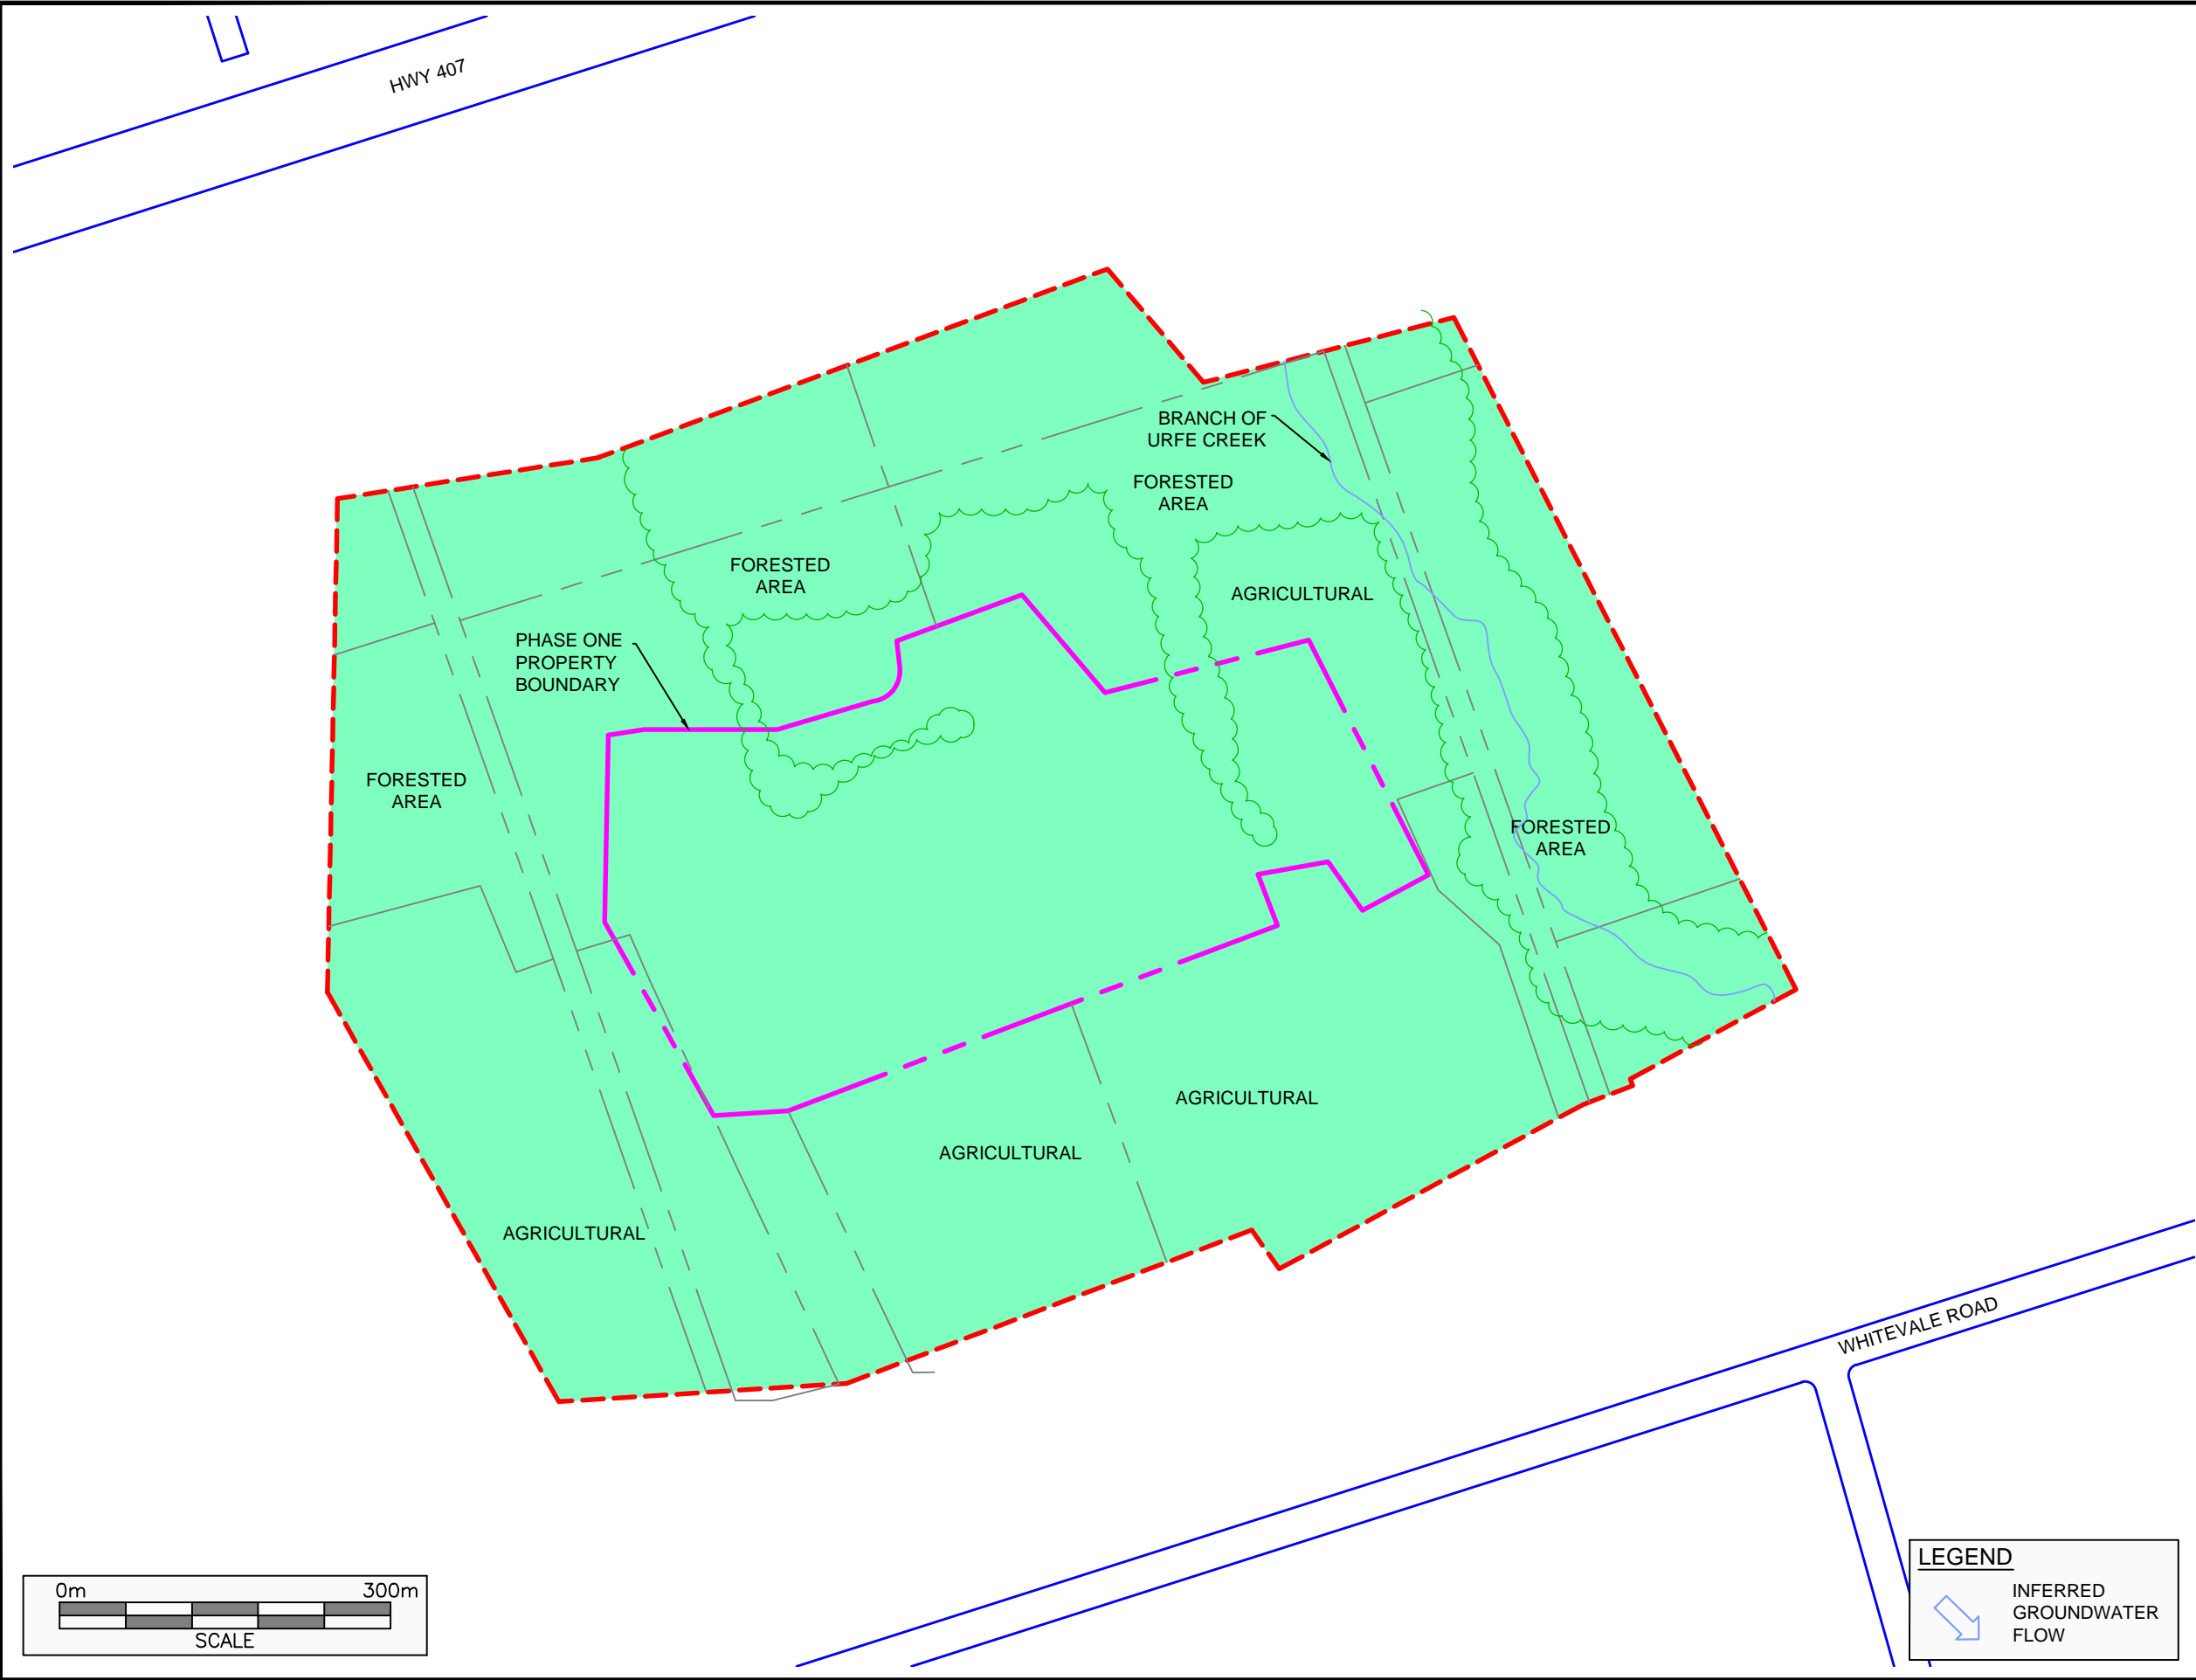 HWY 407
BRANCH OF
URFE CREEK
FORESTED
AREA
FORESTED
AREA
AGRICULTURAL
PHASE ONE
PROPERTY
BOUNDARY
FORESTED
AREA
FORESTED
AREA
AGRICULTURAL
AGRICULTURAL
AGRICULTURAL
WHITEVALE ROAD
0m 300m
SCALE
LEGEND
INFERRED
GROUNDWATER
FLOW